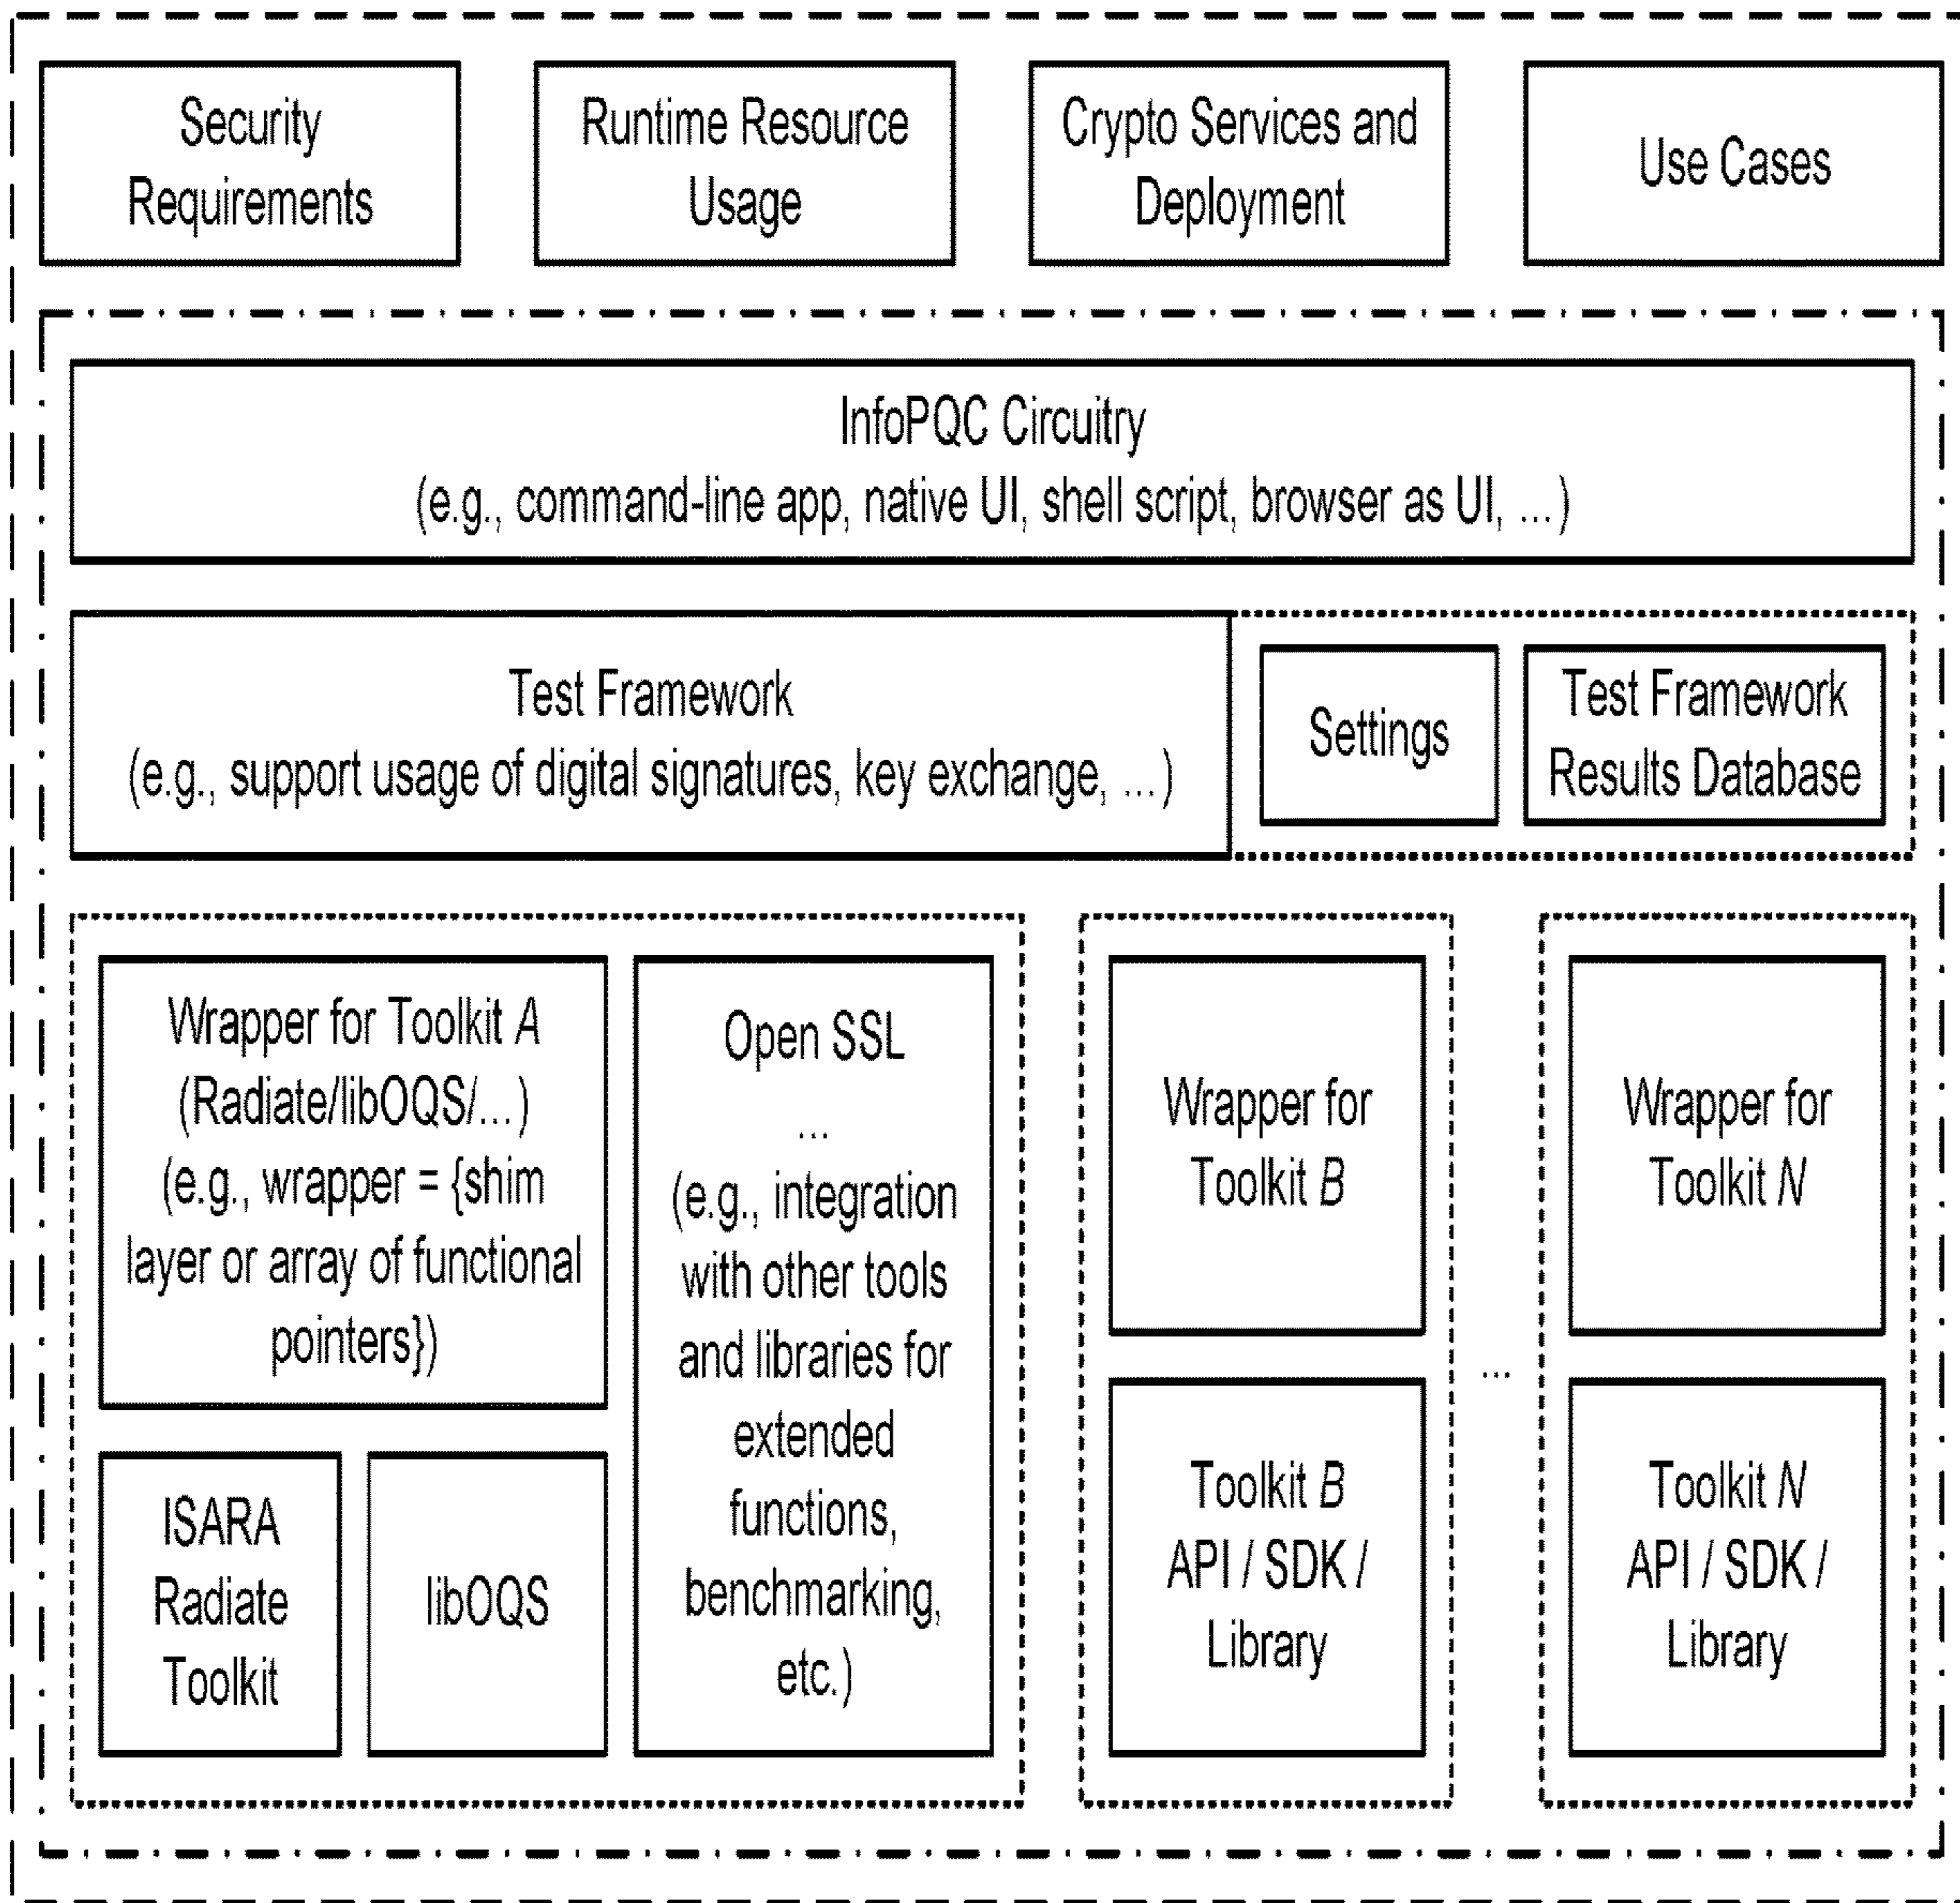 Security
Requirements
Runtime Resource
Usage
Crypto Services and
Deployment
Use Cases
InfoPQC Circuitry
(e.g., command-line app, native UI, shell script, browser as UI, ...)
Test Framework
(e.g., support usage of digital signatures, key exchange, ...)
Settings
Test Framework
Results Database
Wrapper for Toolkit A
(Radiate/libOQS/...)
(e.g., wrapper = {shim
layer or array of functional
pointers})
ISARA
Radiate
Toolkit
libOQS
Open SSL
...
(e.g., integration
with other tools
and libraries for
extended
functions,
benchmarking,
etc.)
Wrapper for
Toolkit B
Toolkit B
API / SDK /
Library
...
Wrapper for
Toolkit N
Toolkit N
API / SDK /
Library